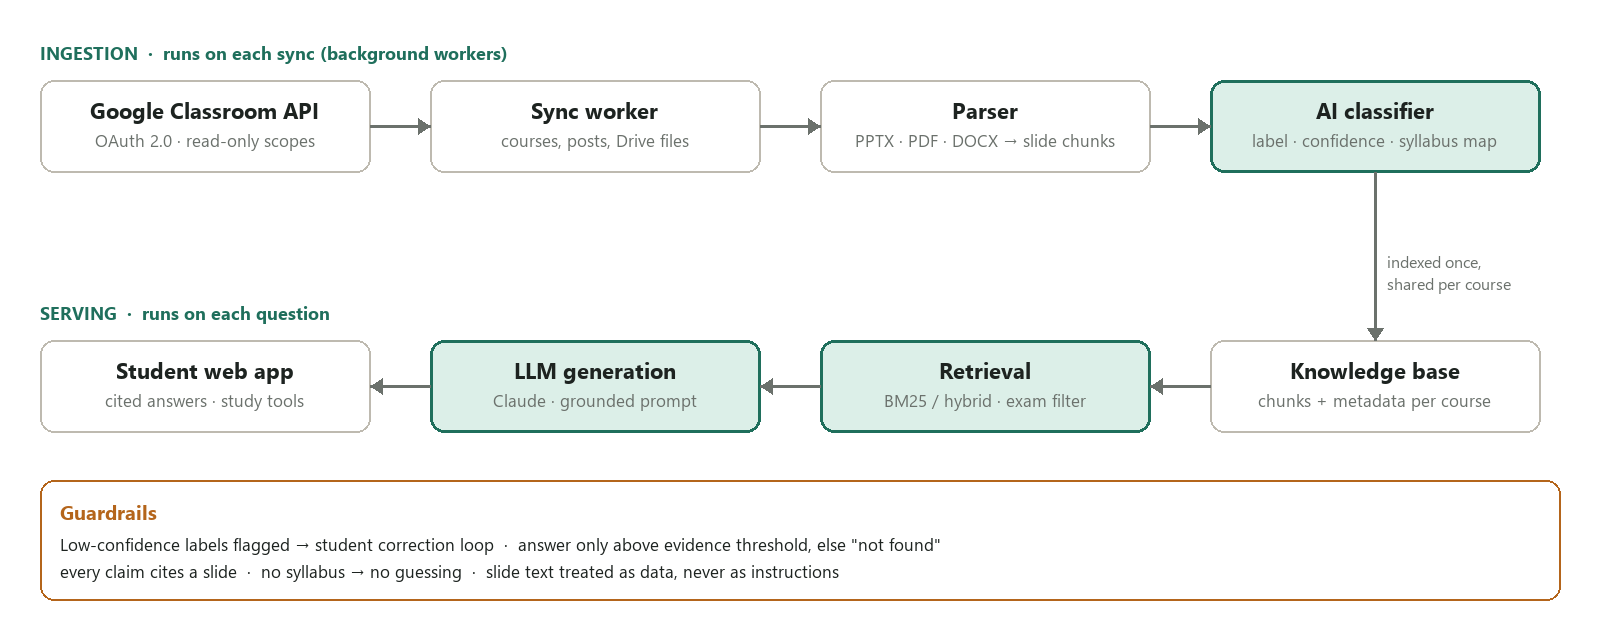 INGESTION · runs on each sync (background workers)
Google Classroom API
OAuth 2.0 · read-only scopes
Sync worker
courses, posts, Drive files
Parser
PPTX · PDF · DOCX → slide chunks
AI classifier
label · confidence · syllabus map
indexed once,
shared per course
SERVING · runs on each question
Student web app
cited answers · study tools
LLM generation
Claude · grounded prompt
Retrieval
BM25 / hybrid · exam filter
Knowledge base
chunks + metadata per course
Guardrails
Low-confidence labels flagged → student correction loop · answer only above evidence threshold, else "not found"
every claim cites a slide · no syllabus → no guessing · slide text treated as data, never as instructions